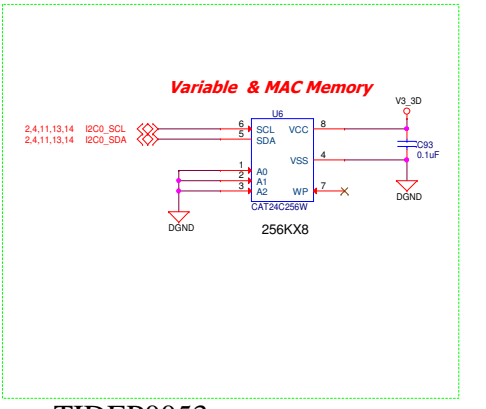 Variable & MAC Memory
V3_3D
U6
2,4,11,13,14 I2C0_SCL 6 SCL VCC 8
2,4,11,13,14 I2C0_SDA 5 SDA
C93
0.1uF
VSS 4
1 A0
2 A1
3 A2 WP 7
CAT24C256W
DGND
DGND
256KX8